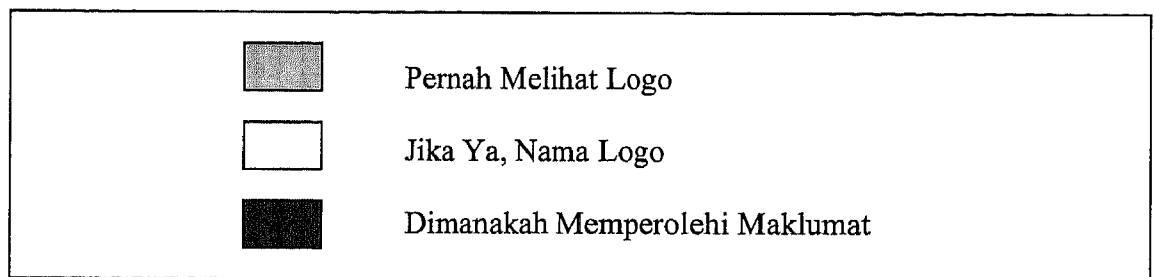 Pernah Melihat Logo
Jika Ya, Nama Logo
Dimanakah Memperolehi Maklumat